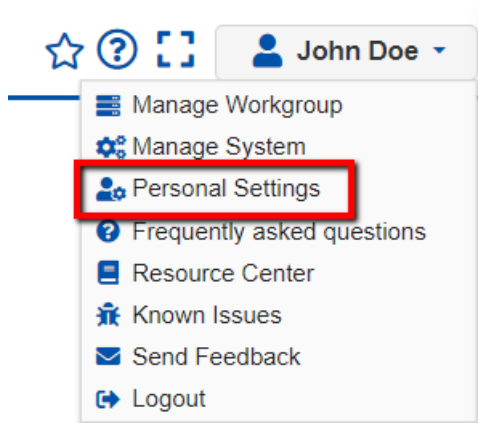 John Doe
Manage Workgroup
Manage System
Personal Settings
Frequently asked questions
Resource Center
Known Issues
Send Feedback
Logout